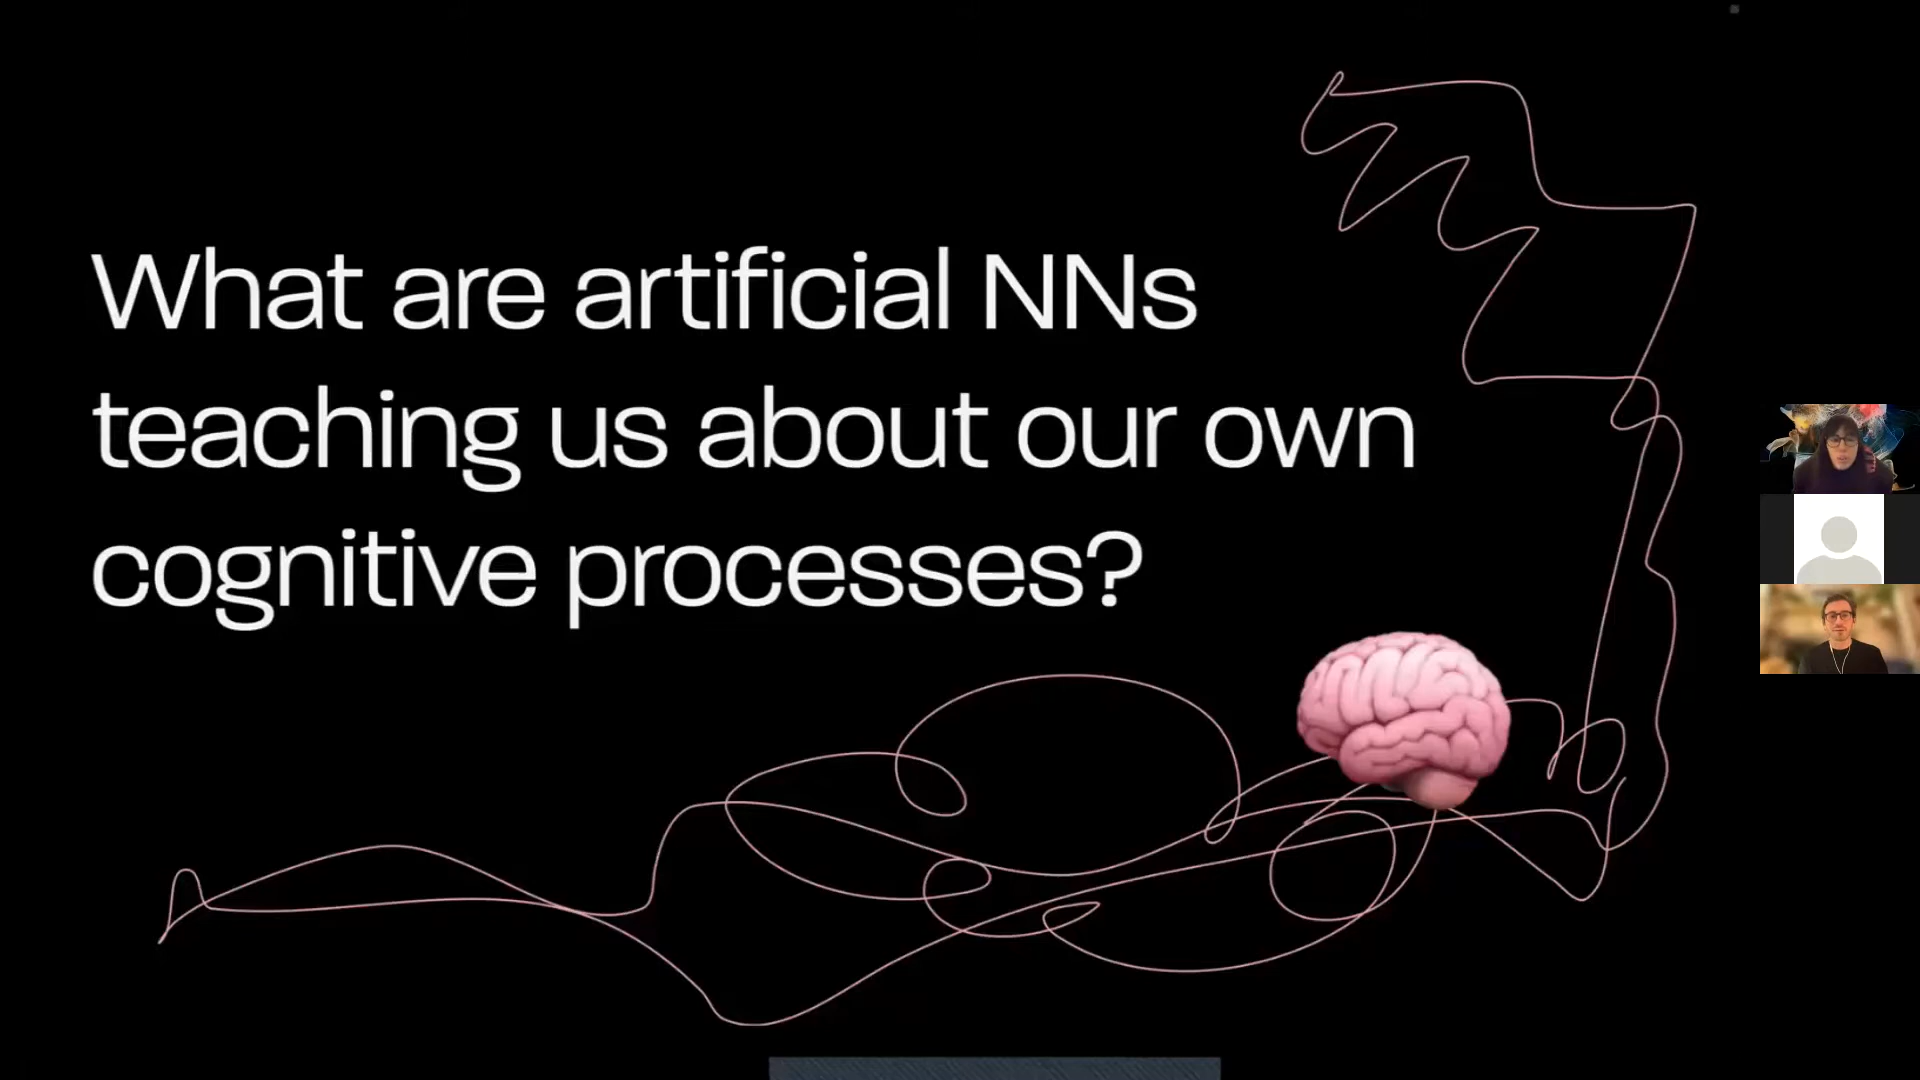 What are artificial NNs
teaching us about our own
cognitive processes?